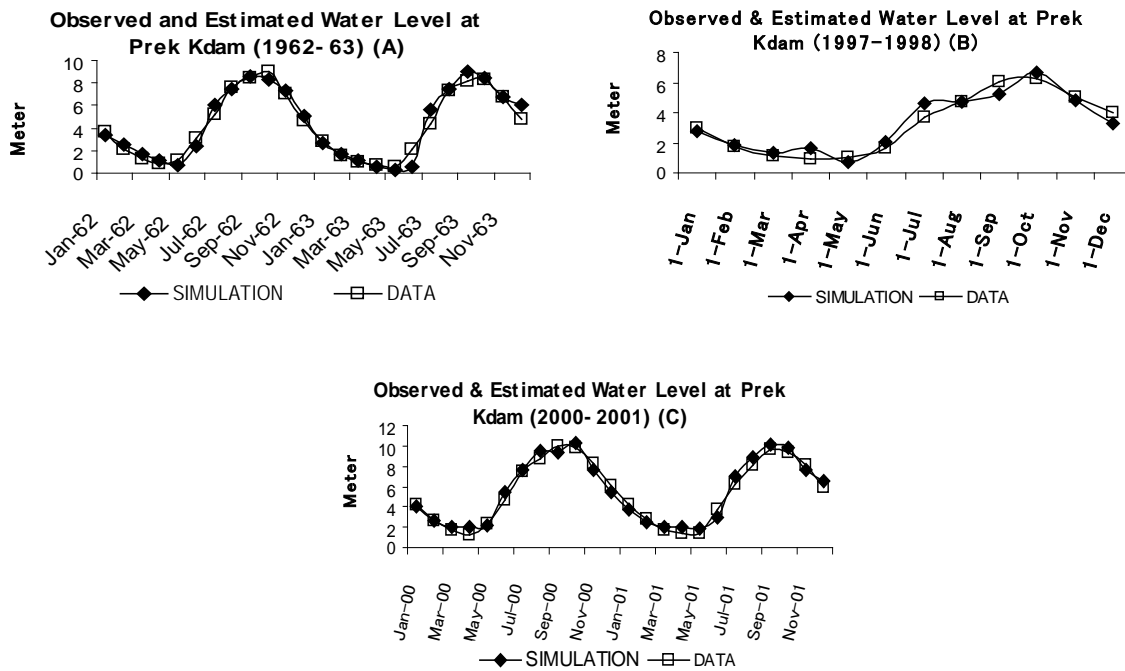 Observed and Estimated Water Level at
Prek Kdam (1962- 63) (A)
Meter
10
8
6
4
2
0
Jan-62
Mar-62
May-62
Jul-62
Sep-62
Nov-62
Jan-63
Mar-63
May-63
Jul-63
Sep-63
Nov-63
SIMULATION
DATA
Observed & Estimated Water Level at Prek
Kdam (1997-1998) (B)
Meter
8
6
4
2
0
1-Jan
1-Feb
1-Mar
1-Apr
1-May
1-Jun
1-Jul
1-Aug
1-Sep
1-Oct
1-Nov
1-Dec
SIMULATION
DATA
Observed & Estimated Water Level at Prek
Kdam (2000- 2001) (C)
Meter
12
10
8
6
4
2
0
Jan-00
Mar-00
May-00
Jul-00
Sep-00
Nov-00
Jan-01
Mar-01
May-01
Jul-01
Sep-01
Nov-01
SIMULATION
DATA